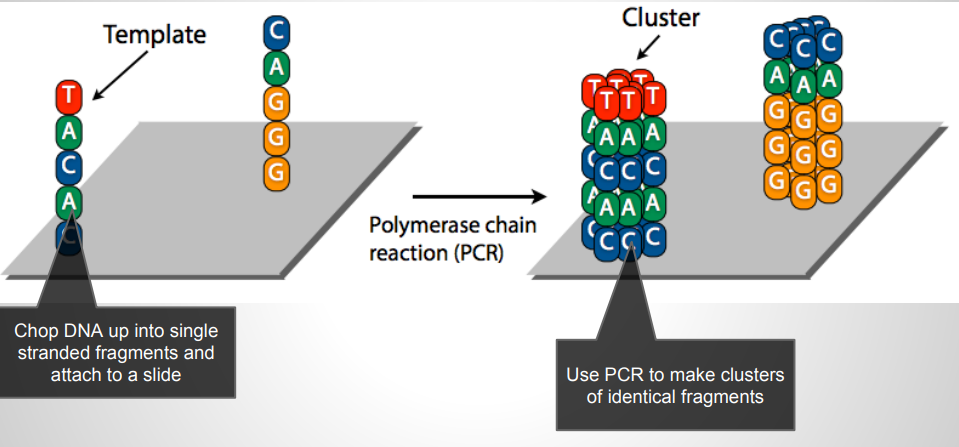 Template
T
A
C
A
C
C
A
G
G
G
Polymerase chain
reaction (PCR)
Cluster
T T T
T T T
A A A A
C C C C
A A A A
C C C C
C C C C
A A A
G G G
G G G
G G G
Chop DNA up into single
stranded fragments and
attach to a slide
Use PCR to make clusters
of identical fragments